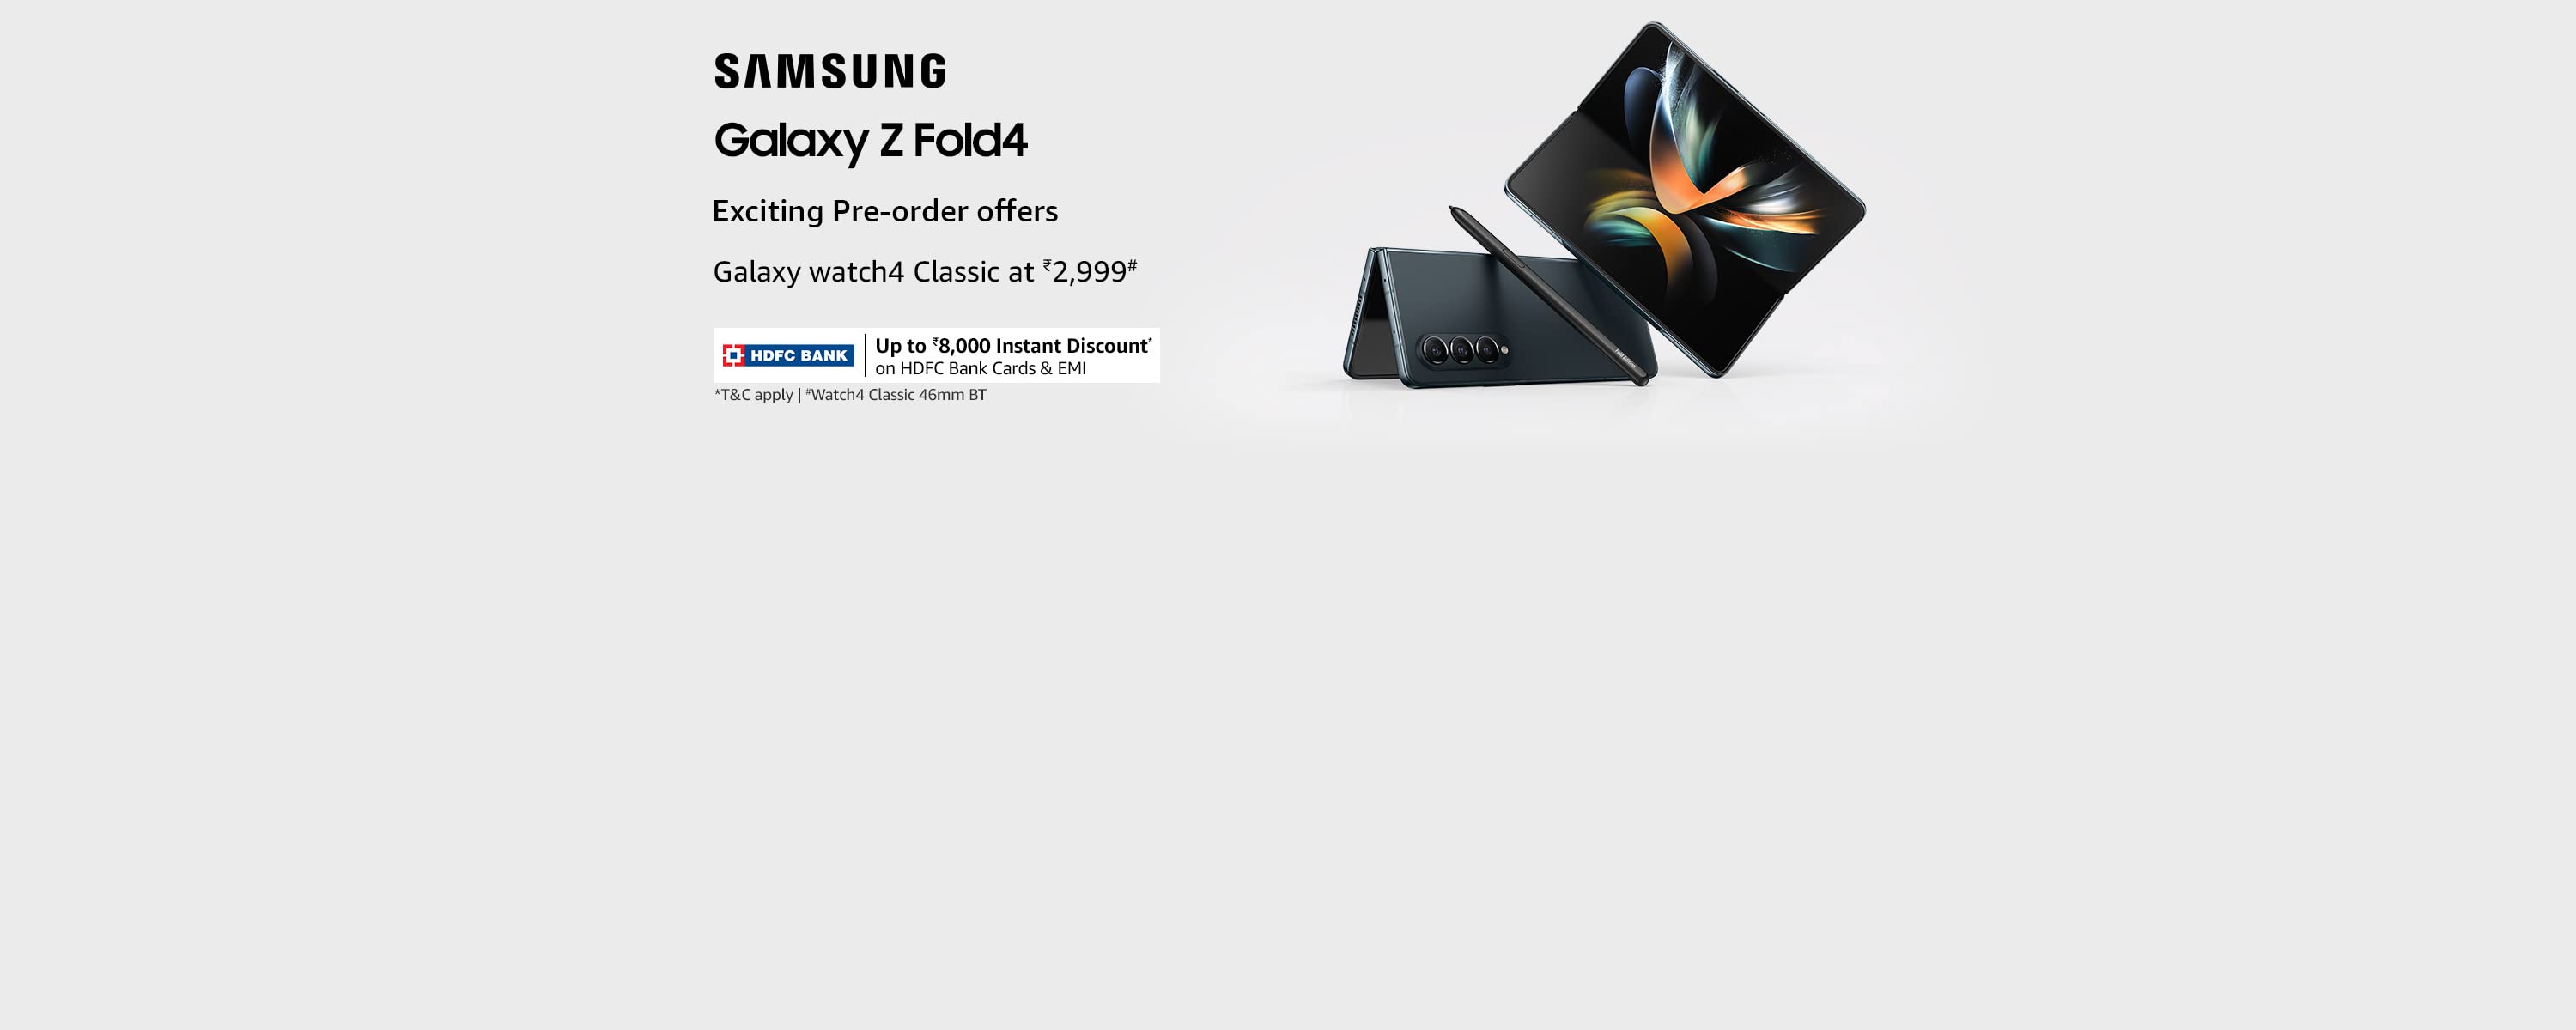 SAMSUNG
Galaxy Z Fold4
Exciting Pre-order offers
Galaxy watch4 Classic at ₹2,999#
HDFC BANK
Up to ₹8,000 Instant Discount*
on HDFC Bank Cards & EMI
*T&C apply | #Watch4 Classic 46mm BT